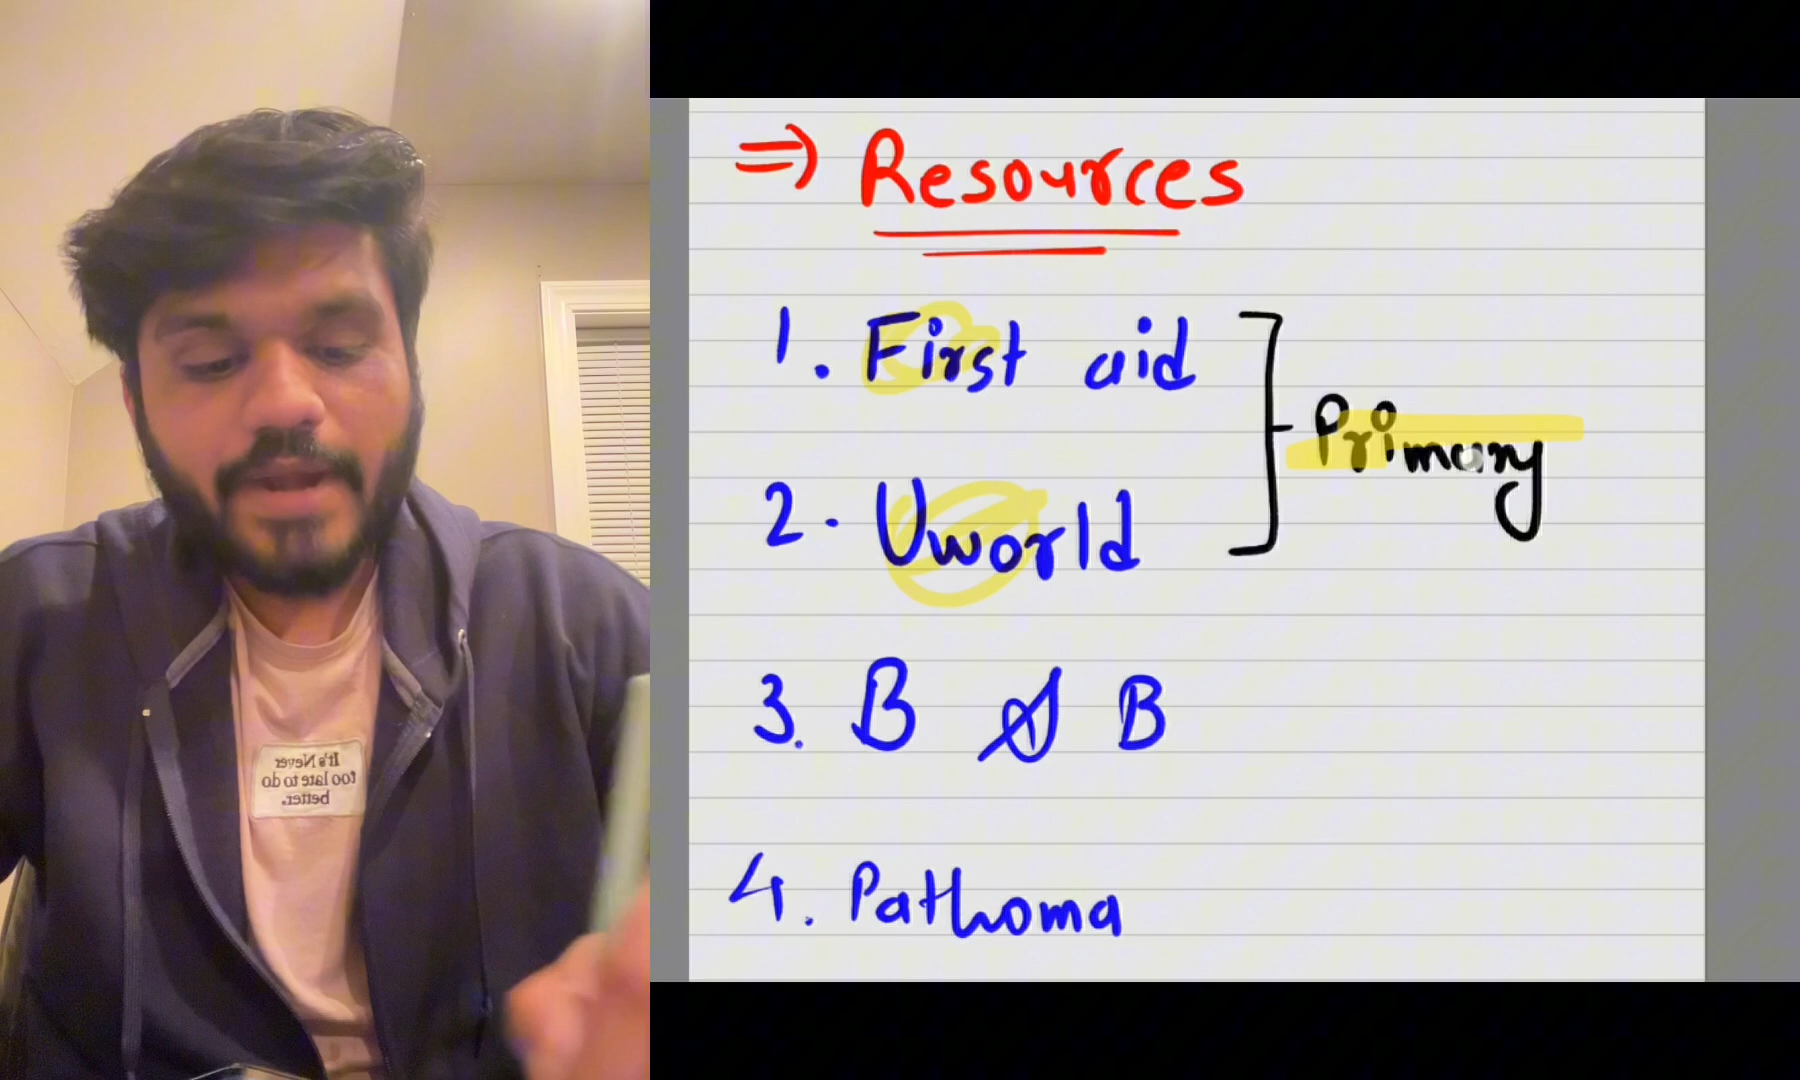 It's Never
too late to do
better.
=> Resources
1. First aid
2. Uworld
Primary
3. B & B
4. Pathoma